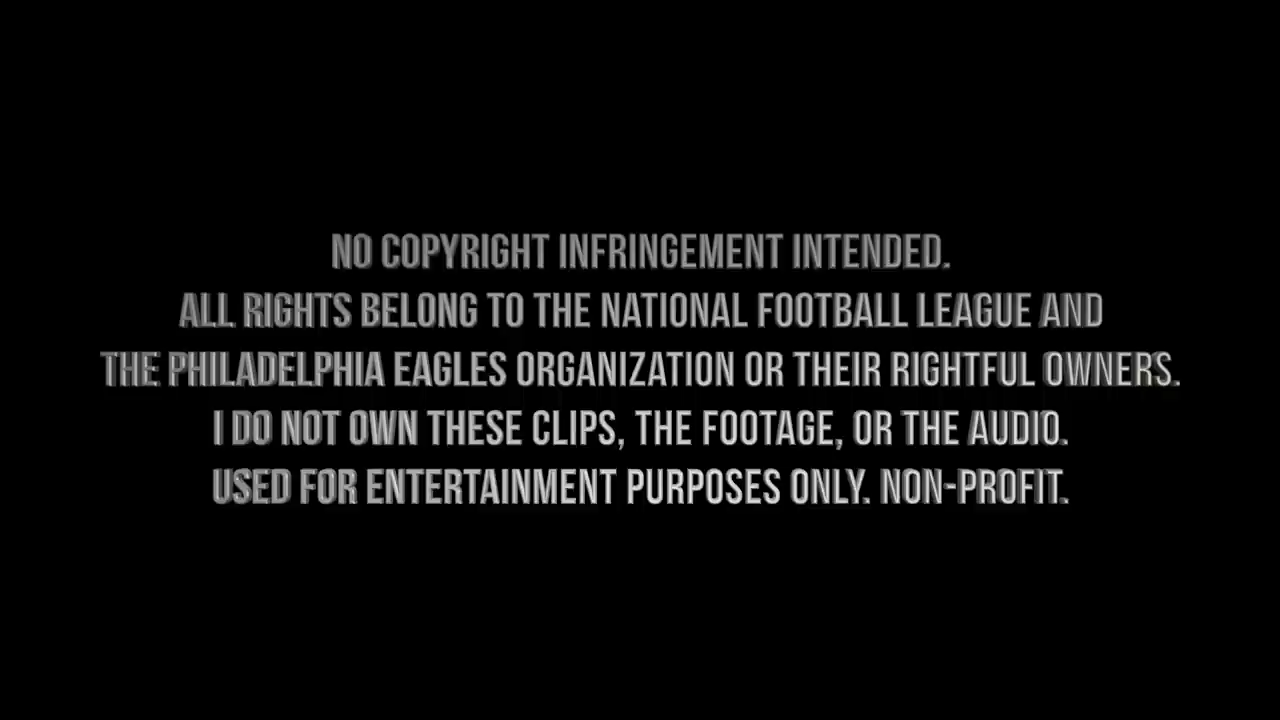 NO COPYRIGHT INFRINGEMENT INTENDED.
ALL RIGHTS BELONG TO THE NATIONAL FOOTBALL LEAGUE AND
THE PHILADELPHIA EAGLES ORGANIZATION OR THEIR RIGHTFUL OWNERS.
I DO NOT OWN THESE CLIPS, THE FOOTAGE, OR THE AUDIO.
USED FOR ENTERTAINMENT PURPOSES ONLY. NON-PROFIT.